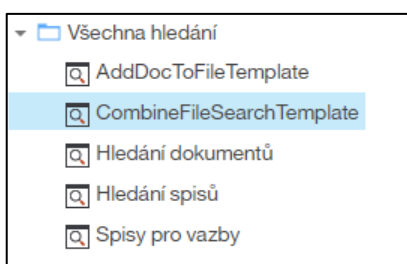 Všechna hledání
AddDocToFileTemplate
CombineFileSearchTemplate
Hledání dokumentů
Hledání spisů
Spisy pro vazby